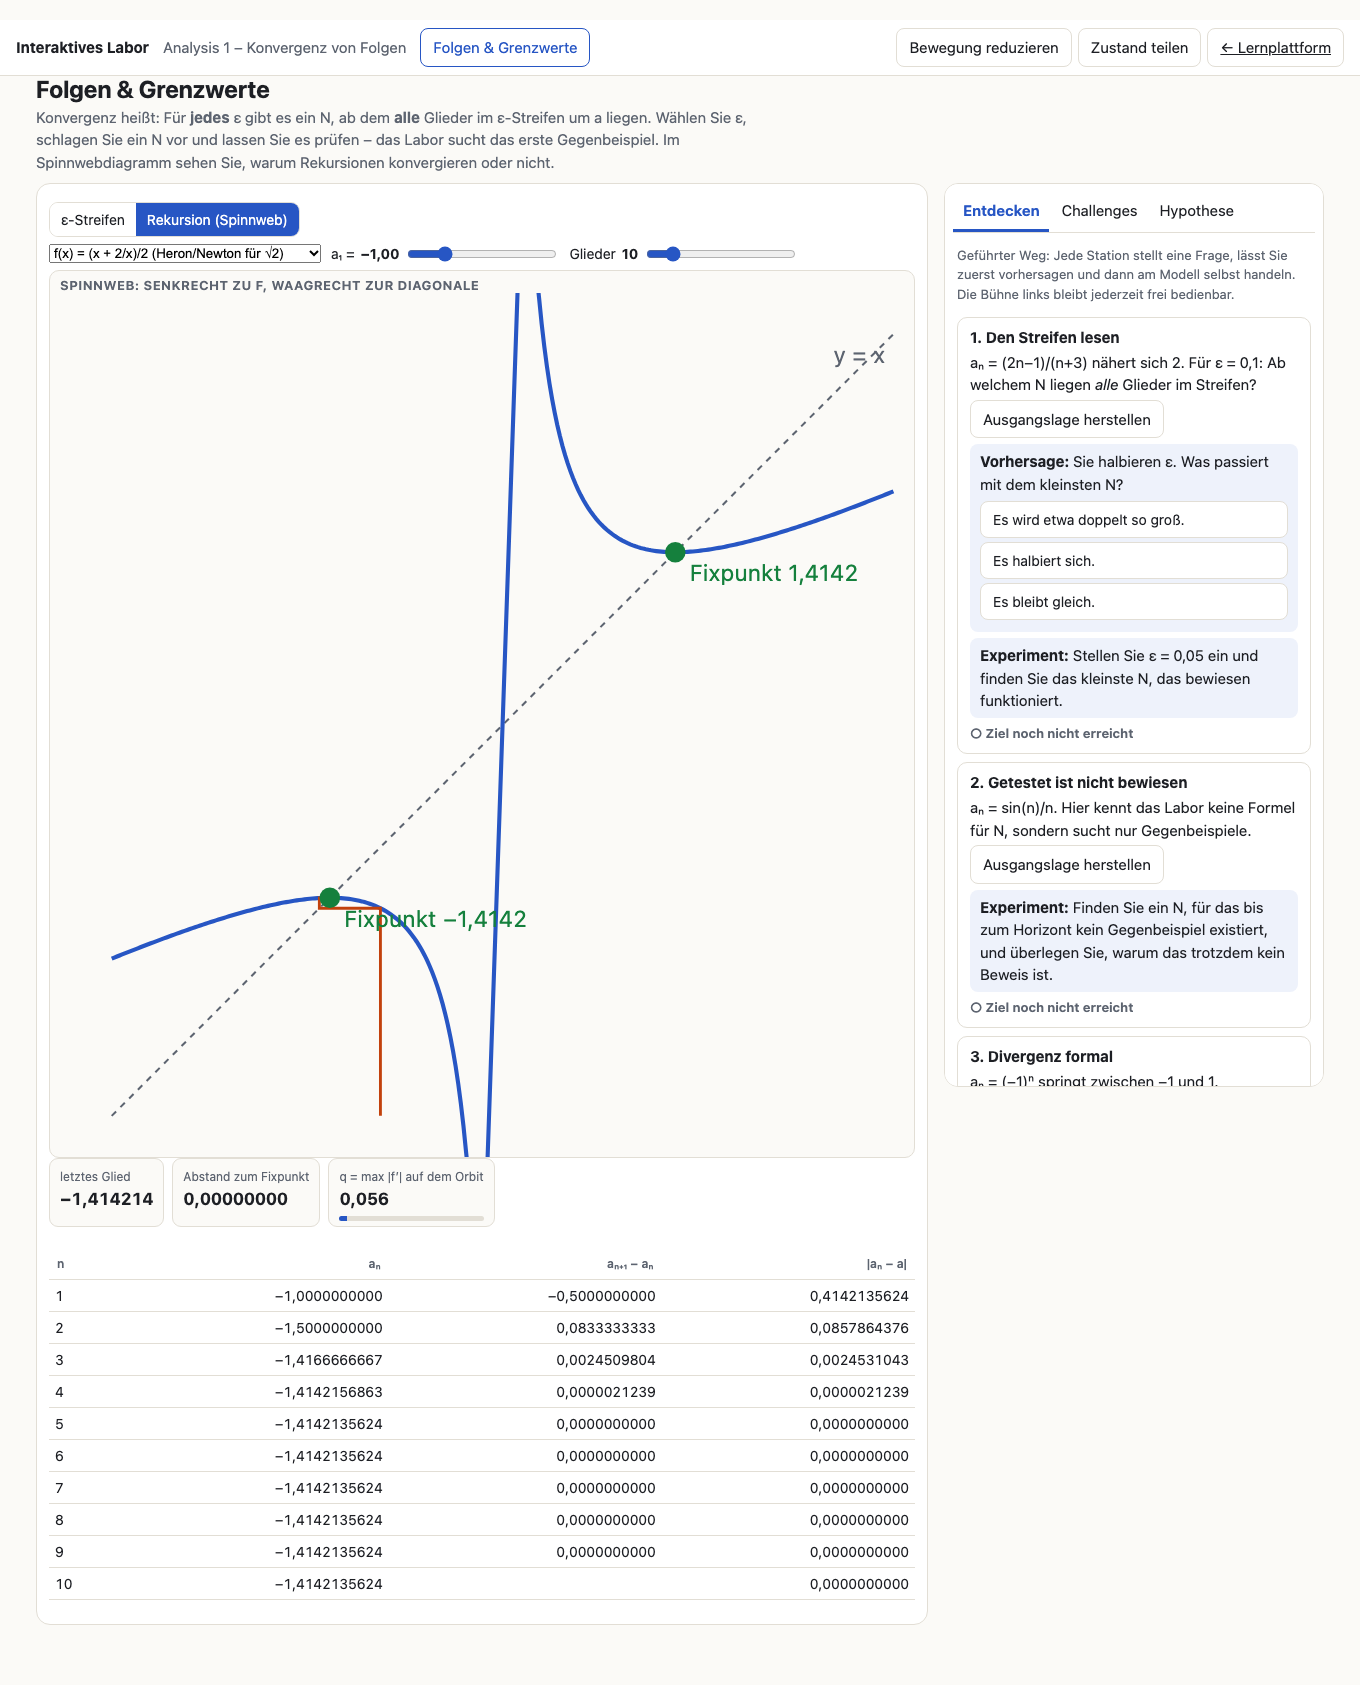 Interaktives Labor Analysis 1 – Konvergenz von Folgen Folgen & Grenzwerte Bewegung reduzieren Zustand teilen ← Lernplattform
Folgen & Grenzwerte
Konvergenz heißt: Für jedes ε gibt es ein N, ab dem alle Glieder im ε-Streifen um a liegen. Wählen Sie ε,
schlagen Sie ein N vor und lassen Sie es prüfen – das Labor sucht das erste Gegenbeispiel. Im
Spinnwebdiagramm sehen Sie, warum Rekursionen konvergieren oder nicht.
ε-Streifen Rekursion (Spinnweb)
f(x) = (x + 2/x)/2 (Heron/Newton für √2) a₁ = −1,00 Glieder 10
SPINNWEB: SENKRECHT ZU F, WAAGRECHT ZUR DIAGONALE
y = x
Fixpunkt 1,4142
Fixpunkt −1,4142
letztes Glied
−1,414214
Abstand zum Fixpunkt
0,00000000
q = max |f′| auf dem Orbit
0,056
n aₙ aₙ₊₁ − aₙ |aₙ − a|
1 −1,0000000000 −0,5000000000 0,4142135624
2 −1,5000000000 0,0833333333 0,0857864376
3 −1,4166666667 0,0024509804 0,0024531043
4 −1,4142156863 0,0000021239 0,0000021239
5 −1,4142135624 0,0000000000 0,0000000000
6 −1,4142135624 0,0000000000 0,0000000000
7 −1,4142135624 0,0000000000 0,0000000000
8 −1,4142135624 0,0000000000 0,0000000000
9 −1,4142135624 0,0000000000 0,0000000000
10 −1,4142135624 0,0000000000
Entdecken Challenges Hypothese
Geführter Weg: Jede Station stellt eine Frage, lässt Sie
zuerst vorhersagen und dann am Modell selbst handeln.
Die Bühne links bleibt jederzeit frei bedienbar.
1. Den Streifen lesen
aₙ = (2n−1)/(n+3) nähert sich 2. Für ε = 0,1: Ab
welchem N liegen alle Glieder im Streifen?
Ausgangslage herstellen
Vorhersage: Sie halbieren ε. Was passiert
mit dem kleinsten N?
Es wird etwa doppelt so groß.
Es halbiert sich.
Es bleibt gleich.
Experiment: Stellen Sie ε = 0,05 ein und
finden Sie das kleinste N, das bewiesen
funktioniert.
○ Ziel noch nicht erreicht
2. Getestet ist nicht bewiesen
aₙ = sin(n)/n. Hier kennt das Labor keine Formel
für N, sondern sucht nur Gegenbeispiele.
Ausgangslage herstellen
Experiment: Finden Sie ein N, für das bis
zum Horizont kein Gegenbeispiel existiert,
und überlegen Sie, warum das trotzdem kein
Beweis ist.
○ Ziel noch nicht erreicht
3. Divergenz formal
aₙ = (−1)ⁿ springt zwischen −1 und 1.